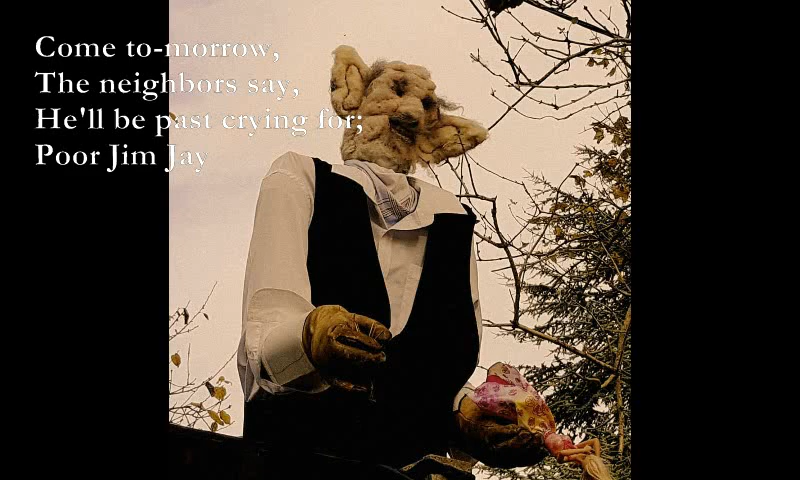 Come to-morrow,
The neighbors say,
He'll be past crying for;
Poor Jim Jay